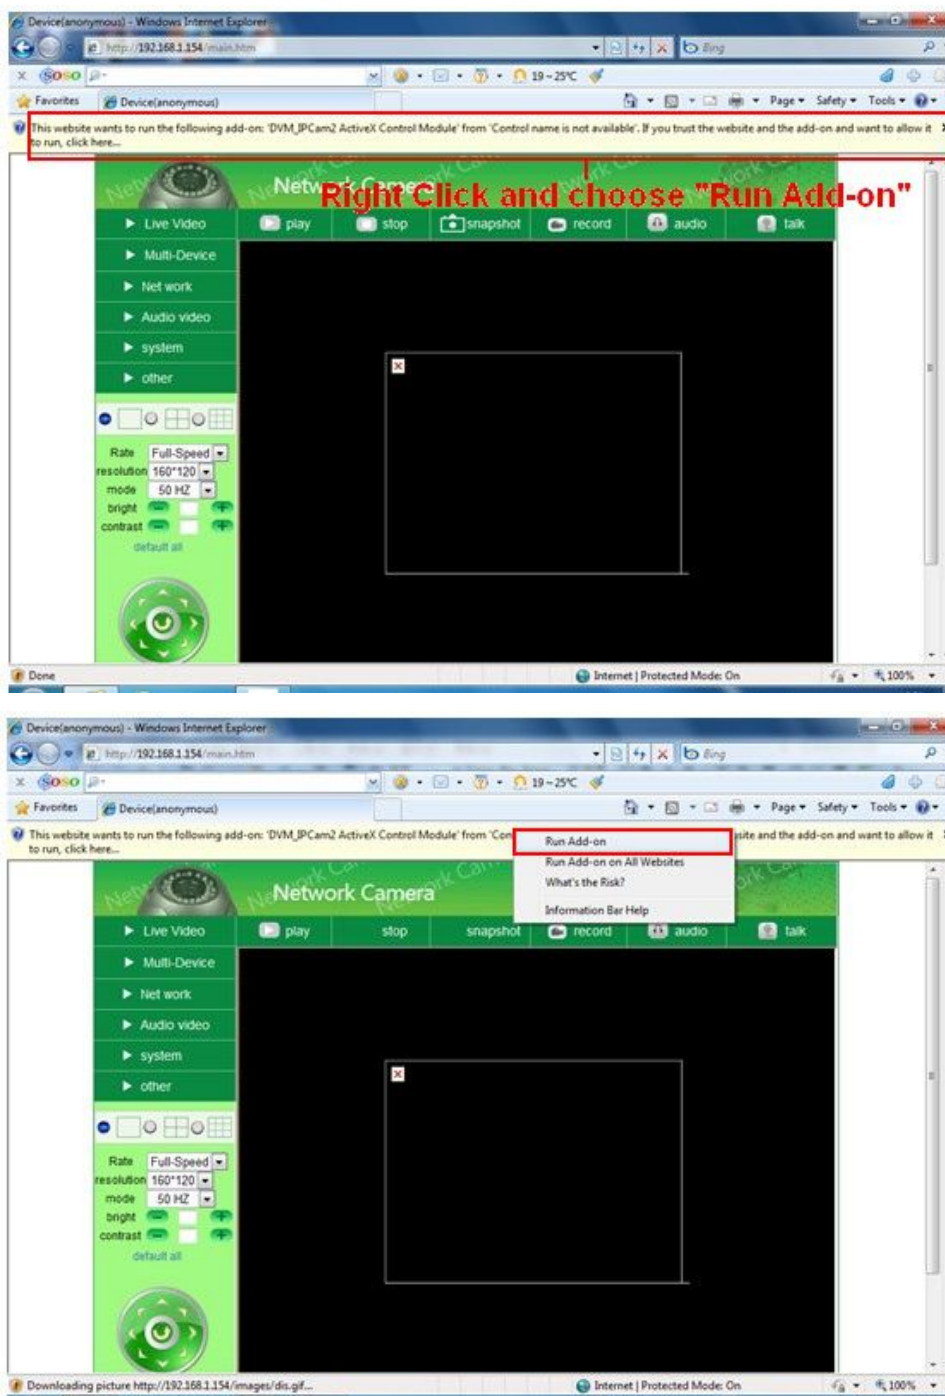 Device(anonymous) - Windows Internet Explorer
http://192.168.1.154/main.htm
Bing
x SOSO 19~25℃
Favorites Device(anonymous) Page Safety Tools
This website wants to run the following add-on: 'DVM_IPCam2 ActiveX Control Module' from 'Control name is not available'. If you trust the website and the add-on and want to allow it
to run, click here...
Network Camera
Right Click and choose "Run Add-on"
Live Video play stop snapshot record audio talk
Multi-Device
Net work
Audio video
system
other
Rate Full-Speed
resolution 160*120
mode 50 HZ
bright
contrast
default all
Done Internet | Protected Mode: On 100%
Device(anonymous) - Windows Internet Explorer
http://192.168.1.154/main.htm
Bing
x SOSO 19~25℃
Favorites Device(anonymous) Page Safety Tools
This website wants to run the following add-on: 'DVM_IPCam2 ActiveX Control Module' from 'Con site and the add-on and want to allow it
to run, click here...
Run Add-on
Run Add-on on All Websites
What's the Risk?
Information Bar Help
Network Camera
Live Video play stop snapshot record audio talk
Multi-Device
Net work
Audio video
system
other
Rate Full-Speed
resolution 160*120
mode 50 HZ
bright
contrast
default all
Downloading picture http://192.168.1.154/images/dis.gif... Internet | Protected Mode: On 100%